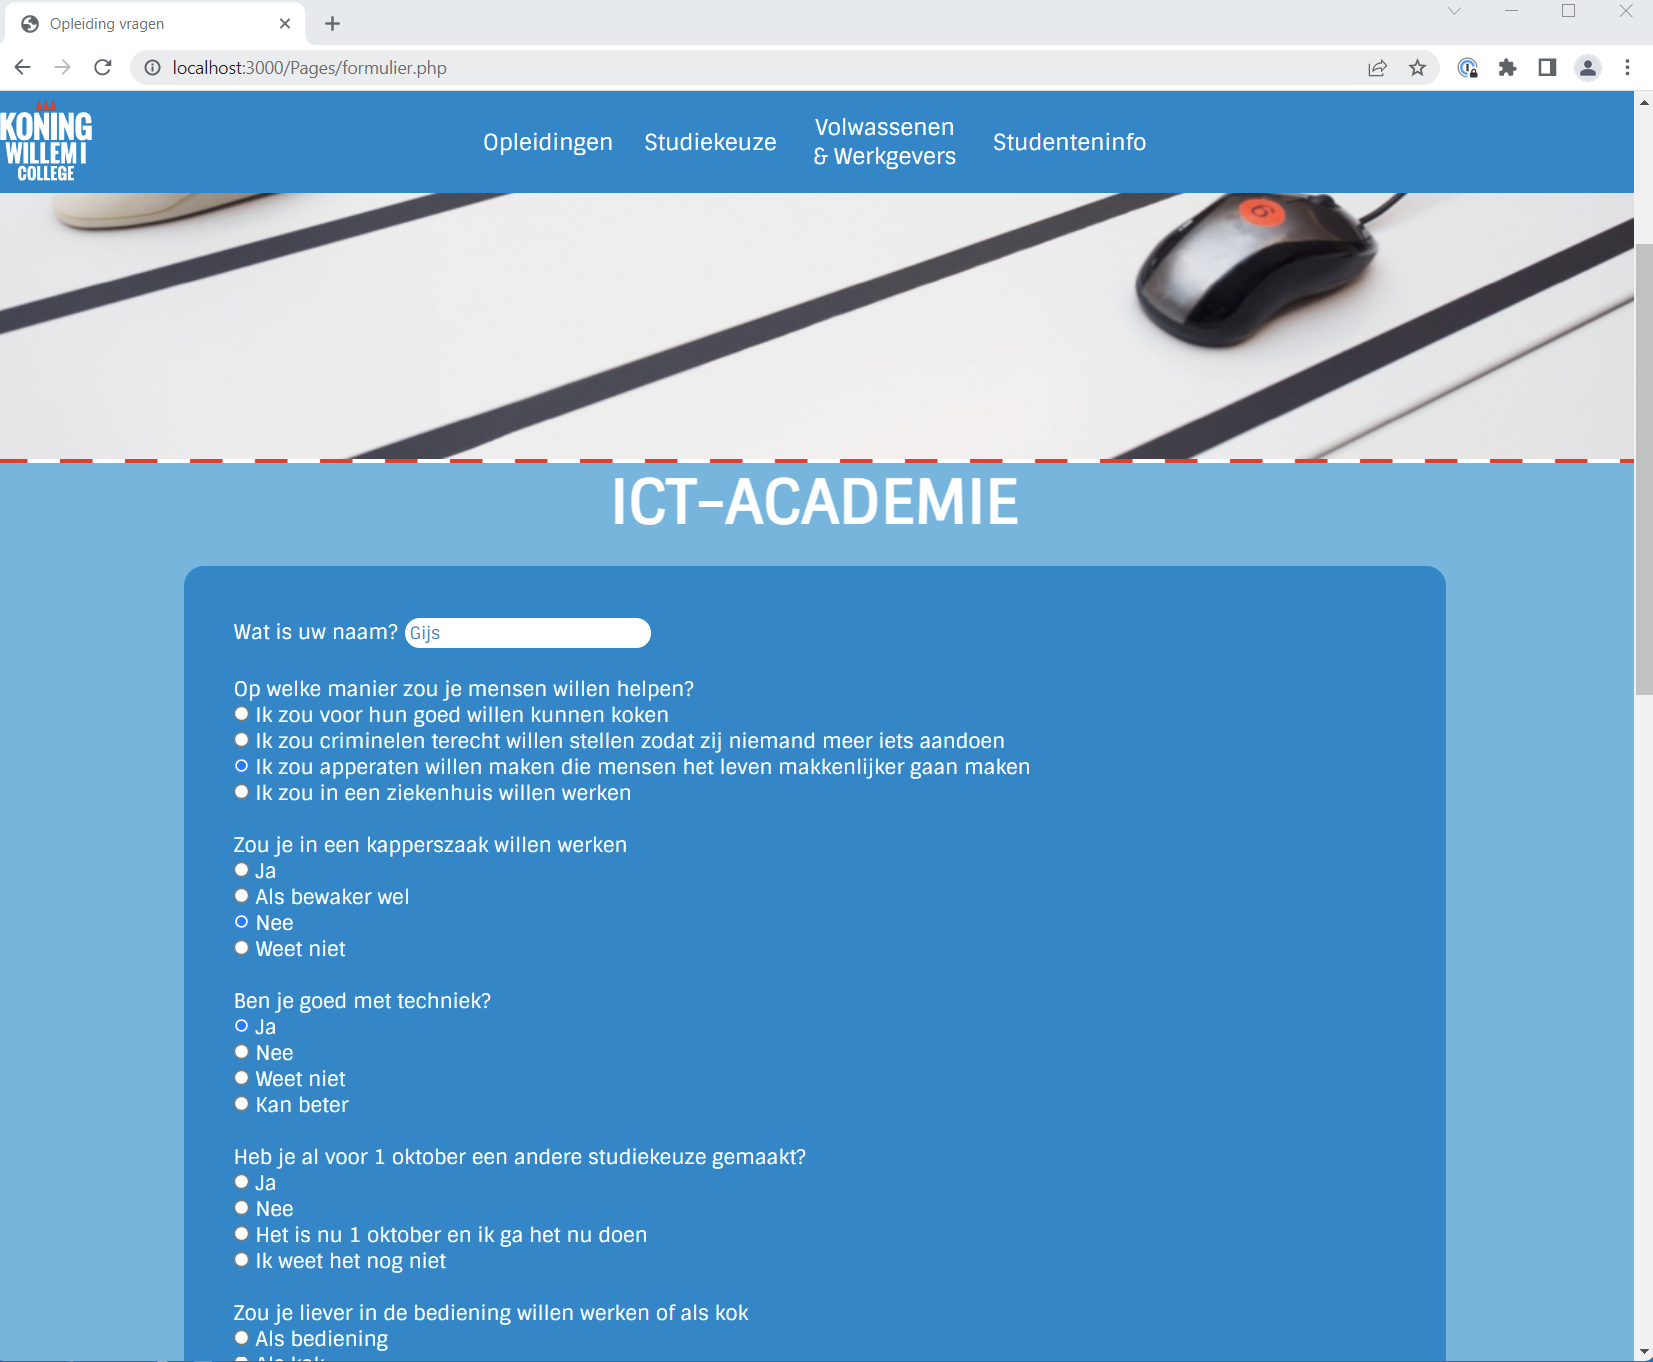 Opleiding vragen
localhost:3000/Pages/formulier.php
KONING
WILLEM I
COLLEGE
Opleidingen
Studiekeuze
Volwassenen
& Werkgevers
Studenteninfo
6
ICT-ACADEMIE
Wat is uw naam? Gijs
Op welke manier zou je mensen willen helpen?
Ik zou voor hun goed willen kunnen koken
Ik zou criminelen terecht willen stellen zodat zij niemand meer iets aandoen
Ik zou apperaten willen maken die mensen het leven makkenlijker gaan maken
Ik zou in een ziekenhuis willen werken
Zou je in een kapperszaak willen werken
Ja
Als bewaker wel
Nee
Weet niet
Ben je goed met techniek?
Ja
Nee
Weet niet
Kan beter
Heb je al voor 1 oktober een andere studiekeuze gemaakt?
Ja
Nee
Het is nu 1 oktober en ik ga het nu doen
Ik weet het nog niet
Zou je liever in de bediening willen werken of als kok
Als bediening
Als kok